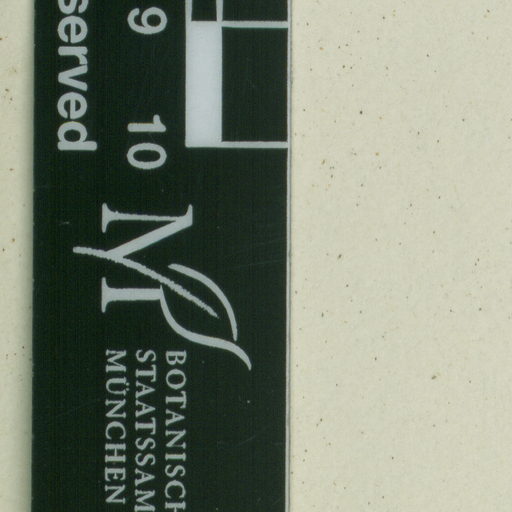 served
9 10
M
BOTANISCH
STAATSSAM
MÜNCHEN